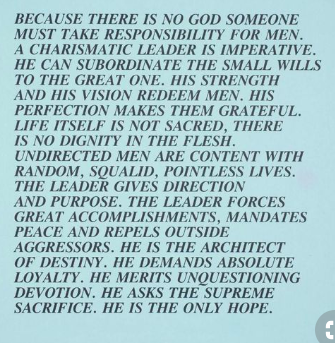 BECAUSE THERE IS NO GOD SOMEONE
MUST TAKE RESPONSIBILITY FOR MEN.
A CHARISMATIC LEADER IS IMPERATIVE.
HE CAN SUBORDINATE THE SMALL WILLS
TO THE GREAT ONE. HIS STRENGTH
AND HIS VISION REDEEM MEN. HIS
PERFECTION MAKES THEM GRATEFUL.
LIFE ITSELF IS NOT SACRED, THERE
IS NO DIGNITY IN THE FLESH.
UNDIRECTED MEN ARE CONTENT WITH
RANDOM, SQUALID, POINTLESS LIVES.
THE LEADER GIVES DIRECTION
AND PURPOSE. THE LEADER FORCES
GREAT ACCOMPLISHMENTS, MANDATES
PEACE AND REPELS OUTSIDE
AGGRESSORS. HE IS THE ARCHITECT
OF DESTINY. HE DEMANDS ABSOLUTE
LOYALTY. HE MERITS UNQUESTIONING
DEVOTION. HE ASKS THE SUPREME
SACRIFICE. HE IS THE ONLY HOPE.